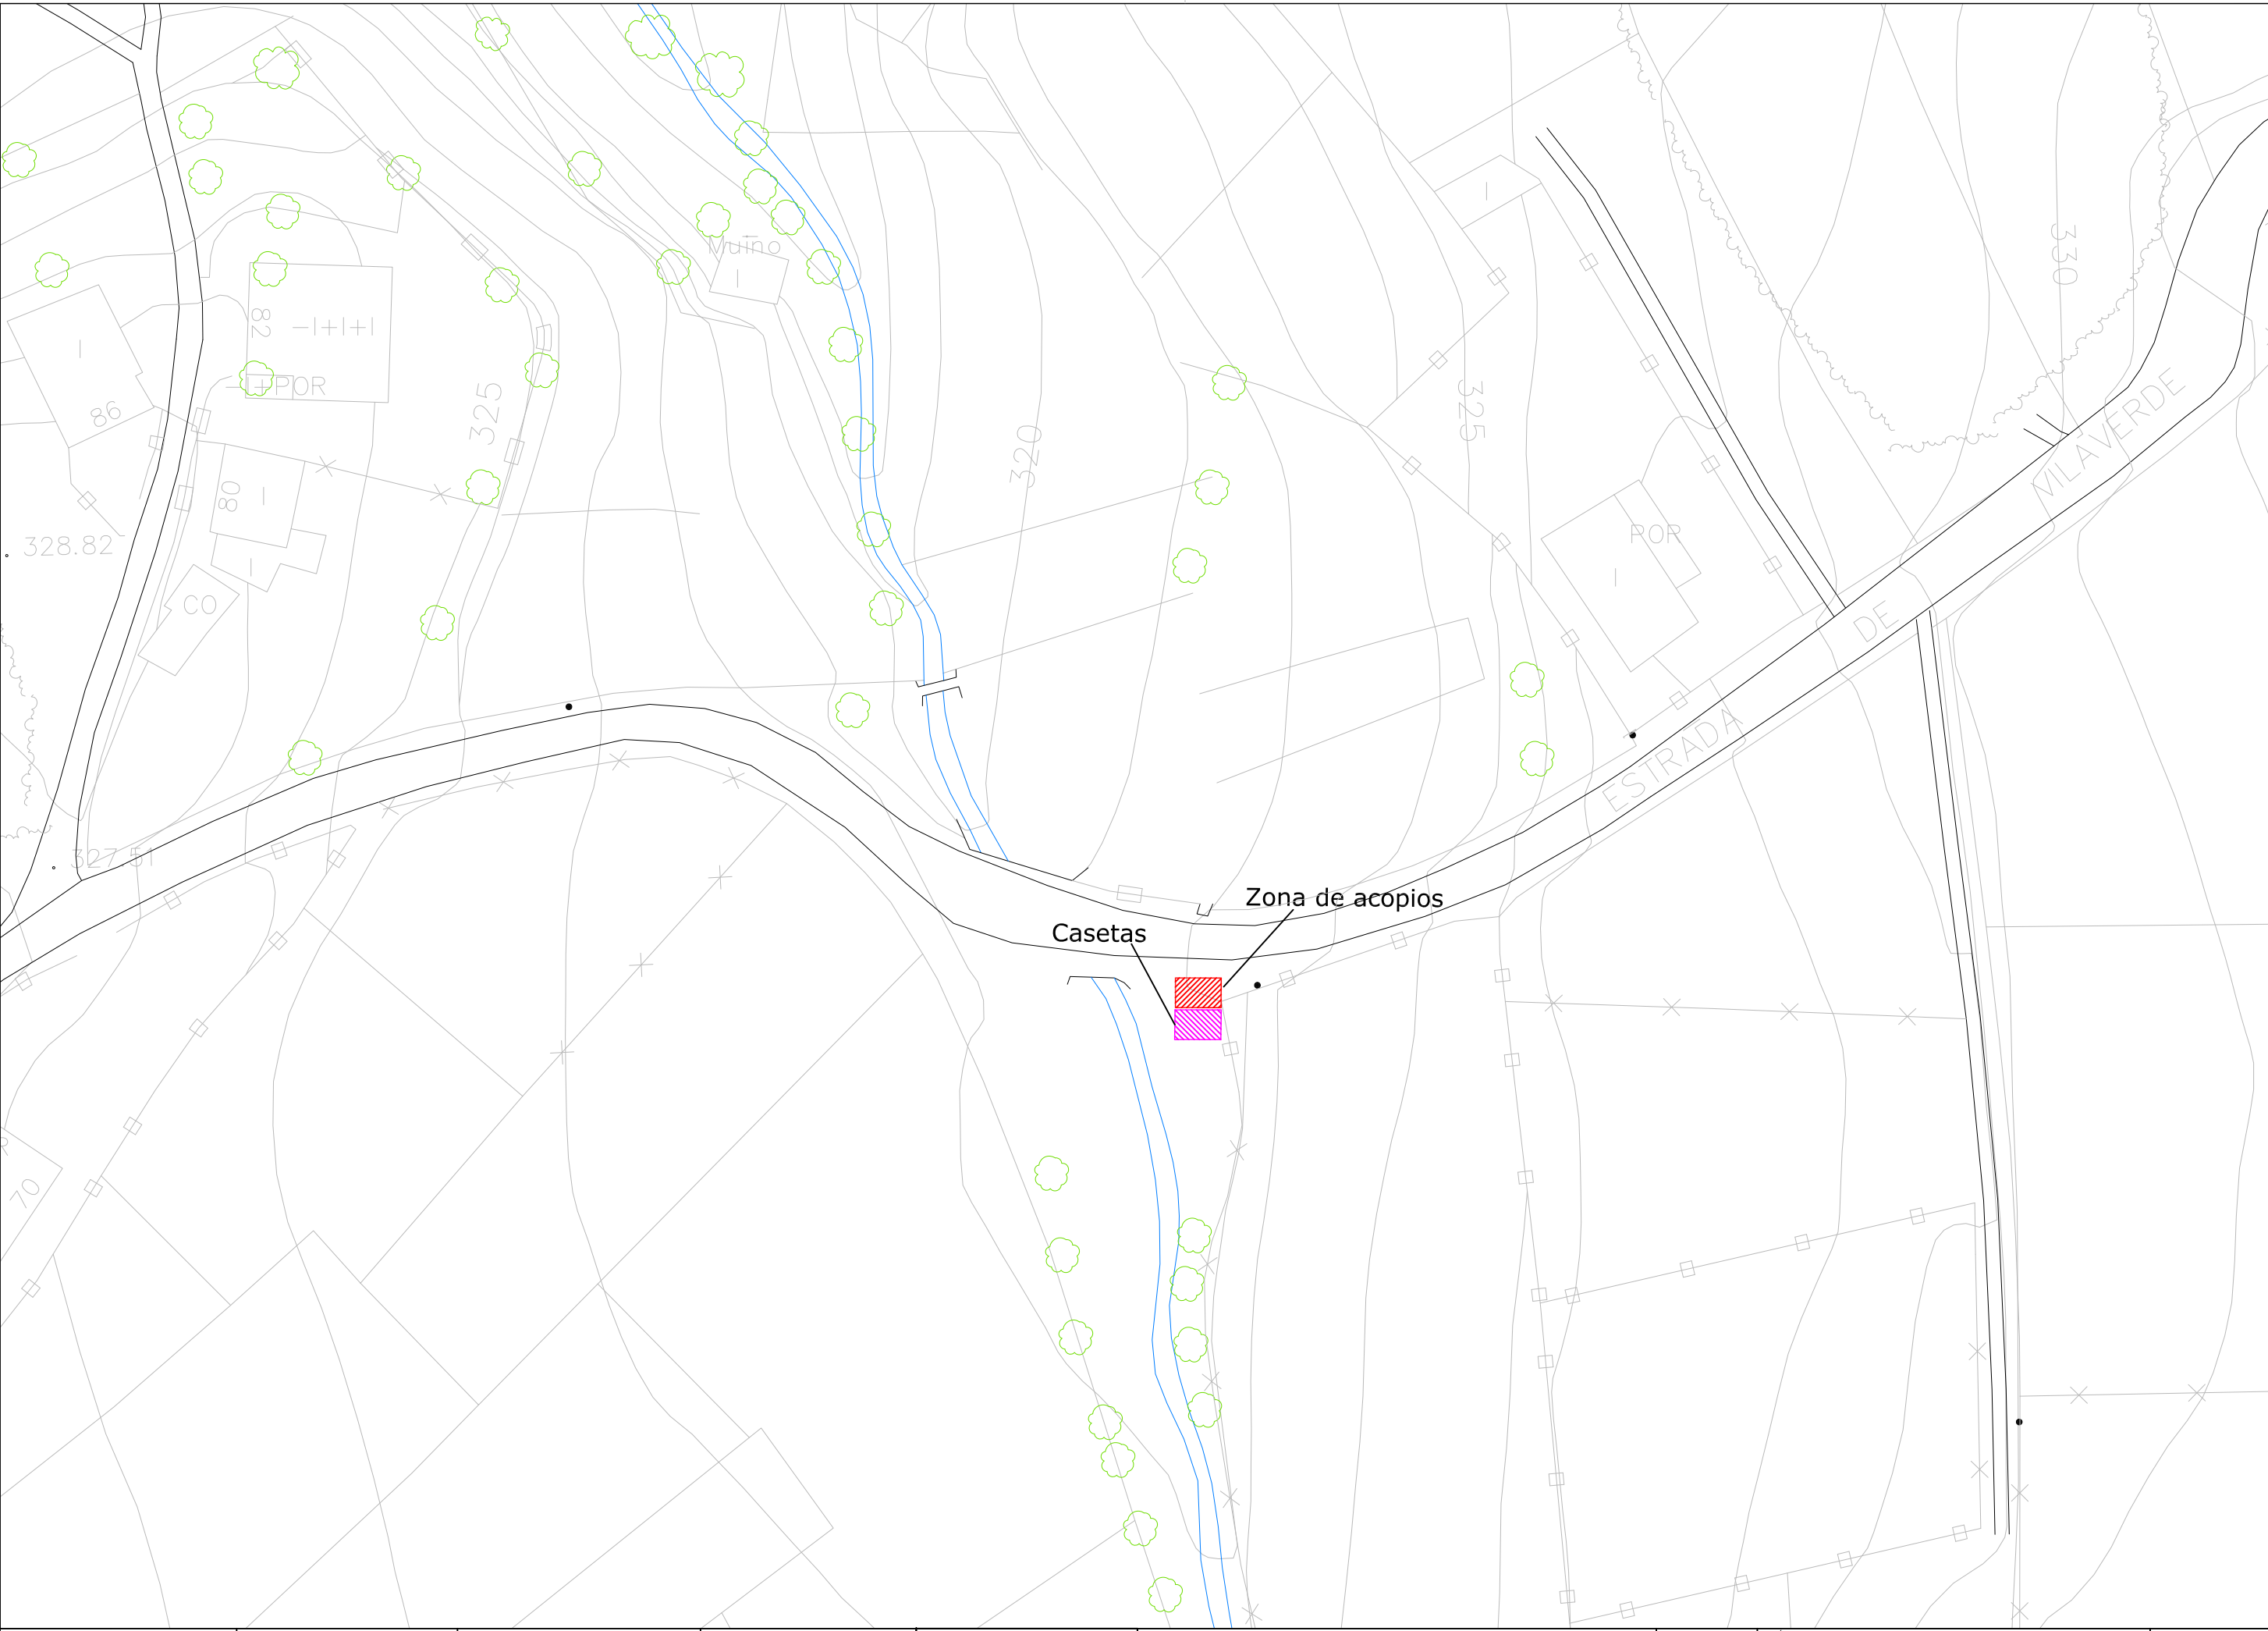 Muíño
82
-I+I+I
I
86
-I+POR
325
325
330
320
80
I
I
328.82
CO
POR
I
VILAVERDE
DE
ESTRADA
327.51
Zona de acopios
Casetas
70